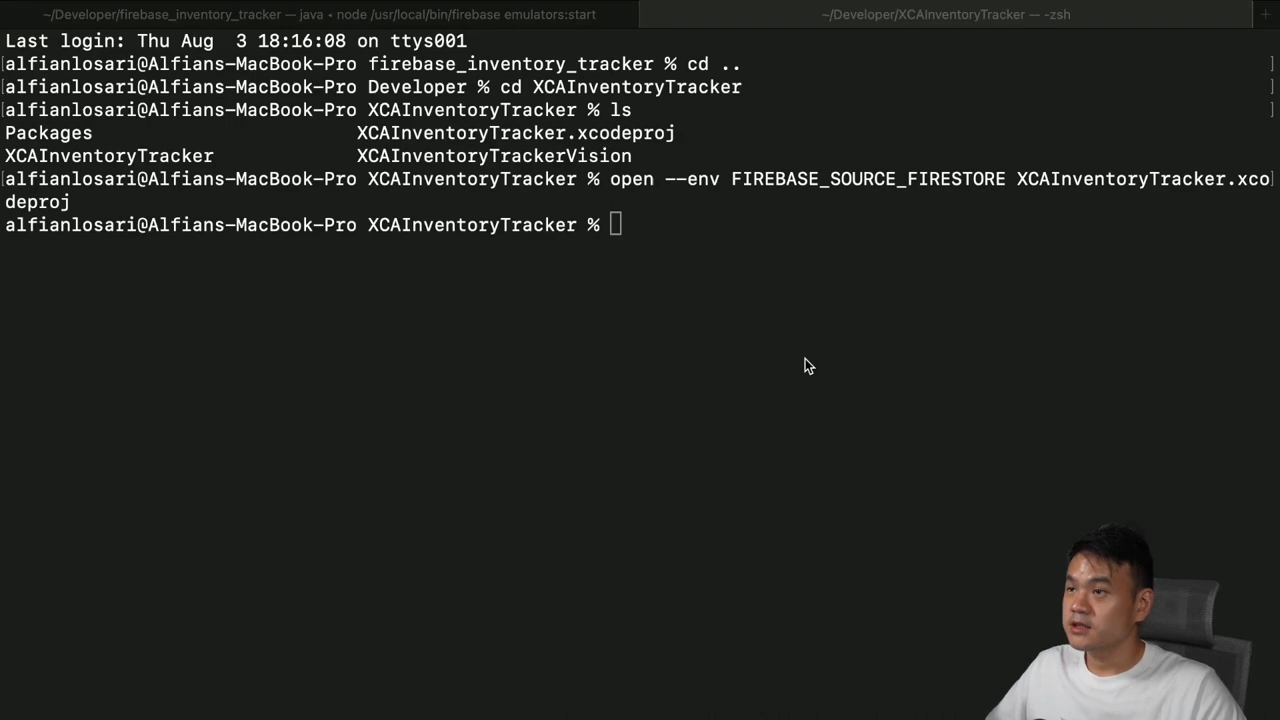 ~/Developer/firebase_inventory_tracker — java • node /usr/local/bin/firebase emulators:start
~/Developer/XCAInventoryTracker — -zsh
Last login: Thu Aug  3 18:16:08 on ttys001
[alfianlosari@Alfians-MacBook-Pro firebase_inventory_tracker % cd ..]
[alfianlosari@Alfians-MacBook-Pro Developer % cd XCAInventoryTracker]
[alfianlosari@Alfians-MacBook-Pro XCAInventoryTracker % ls]
Packages XCAInventoryTracker.xcodeproj
XCAInventoryTracker XCAInventoryTrackerVision
[alfianlosari@Alfians-MacBook-Pro XCAInventoryTracker % open --env FIREBASE_SOURCE_FIRESTORE XCAInventoryTracker.xco]
deproj
alfianlosari@Alfians-MacBook-Pro XCAInventoryTracker %